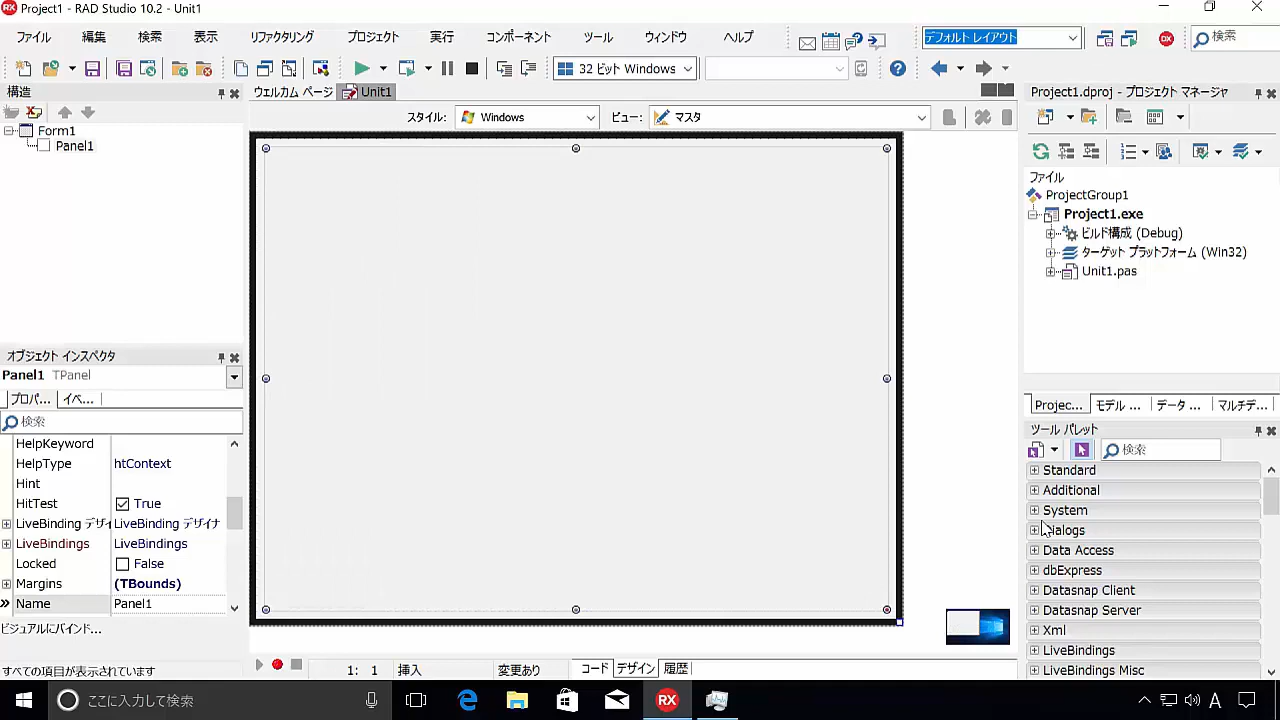 Project1 - RAD Studio 10.2 - Unit1
ファイル 編集 検索 表示 リファクタリング プロジェクト 実行 コンポーネント ツール ウィンドウ ヘルプ
デフォルト レイアウト
検索
32 ビット Windows
構造
ウェルカム ページ Unit1
Project1.dproj - プロジェクト マネージャ
スタイル: Windows ビュー: マスタ
Form1
Panel1
ファイル
ProjectGroup1
Project1.exe
ビルド構成 (Debug)
ターゲット プラットフォーム (Win32)
Unit1.pas
オブジェクト インスペクタ
Panel1 TPanel
プロパ... イベ...
検索
HelpKeyword
HelpType htContext
Hint
HitTest True
LiveBinding デザイ LiveBinding デザイナ
LiveBindings LiveBindings
Locked False
Margins (TBounds)
Name Panel1
ビジュアルにバインド...
すべての項目が表示されています
Projec... モデル ... データ ... マルチデ...
ツール パレット
検索
Standard
Additional
System
Dialogs
Data Access
dbExpress
Datasnap Client
Datasnap Server
Xml
LiveBindings
LiveBindings Misc
1: 1 挿入 変更あり コード デザイン 履歴
ここに入力して検索
RX
A